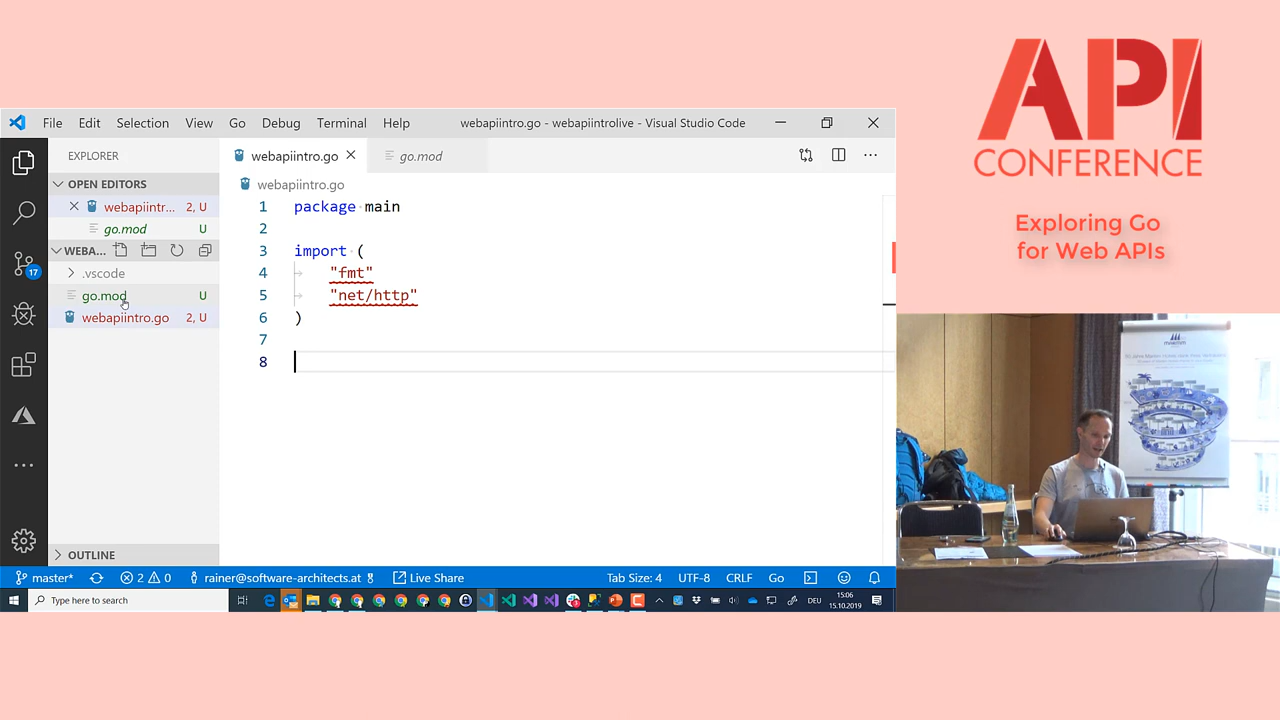 File Edit Selection View Go Debug Terminal Help
webapiintro.go - webapiintrolive - Visual Studio Code
EXPLORER
OPEN EDITORS
webapiintr... 2, U
go.mod U
WEBA...
.vscode
go.mod U
webapiintro.go 2, U
OUTLINE
17
webapiintro.go
go.mod
webapiintro.go
1 package main
2
3 import (
4 "fmt"
5 "net/http"
6 )
7
8
master* 2 0 rainer@software-architects.at Live Share
Tab Size: 4 UTF-8 CRLF Go
Type here to search
DEU
15:06
15.10.2019
API
CONFERENCE
Exploring Go
for Web APIs